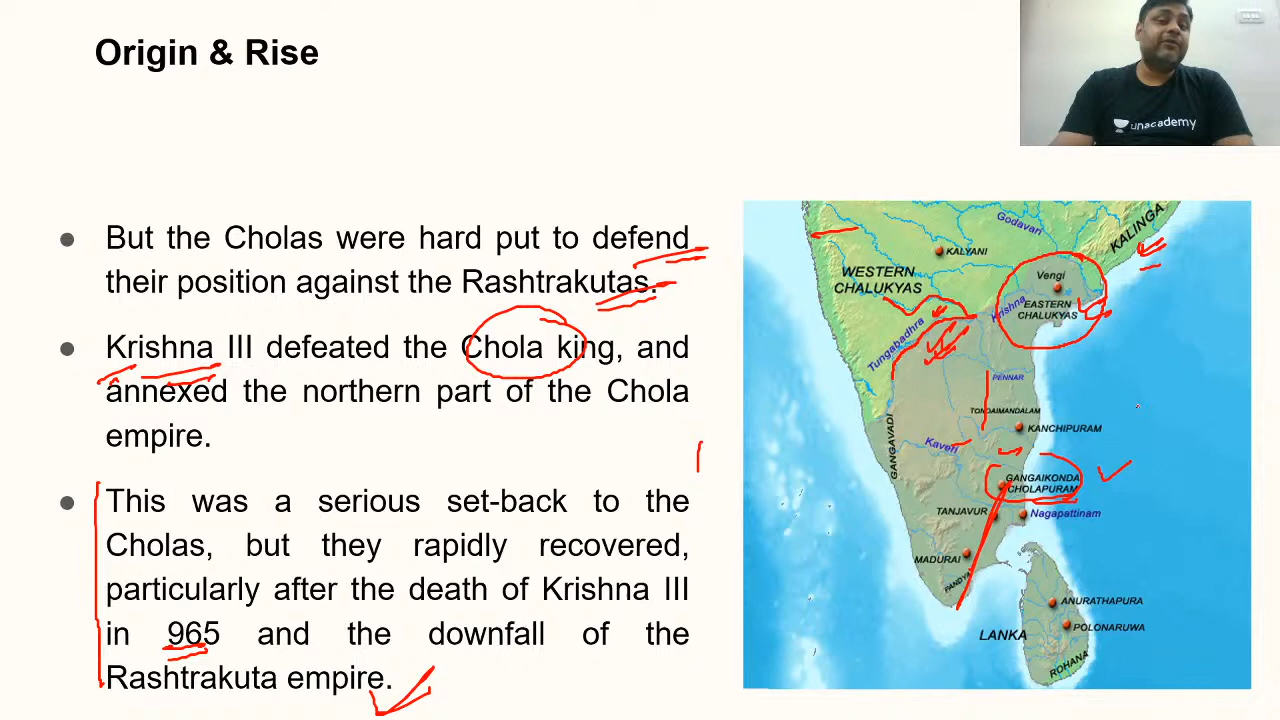 Origin & Rise
unacademy
● But the Cholas were hard put to defend
their position against the Rashtrakutas.
● Krishna III defeated the Chola king, and
annexed the northern part of the Chola
empire.
● This was a serious set-back to the
Cholas, but they rapidly recovered,
particularly after the death of Krishna III
in 965 and the downfall of the
Rashtrakuta empire.
Godavari
KALINGA
KALYANI
WESTERN
CHALUKYAS
Vengi
EASTERN
CHALUKYAS
Krishna
Tungabadhra
PENNAR
TONDAIMANDALAM
KANCHIPURAM
GANGAVADI
Kaveri
GANGAIKONDA
CHOLAPURAM
TANJAVUR
Nagapattinam
MADURAI
PANDYA
ANURATHAPURA
POLONARUWA
LANKA
ROHANA